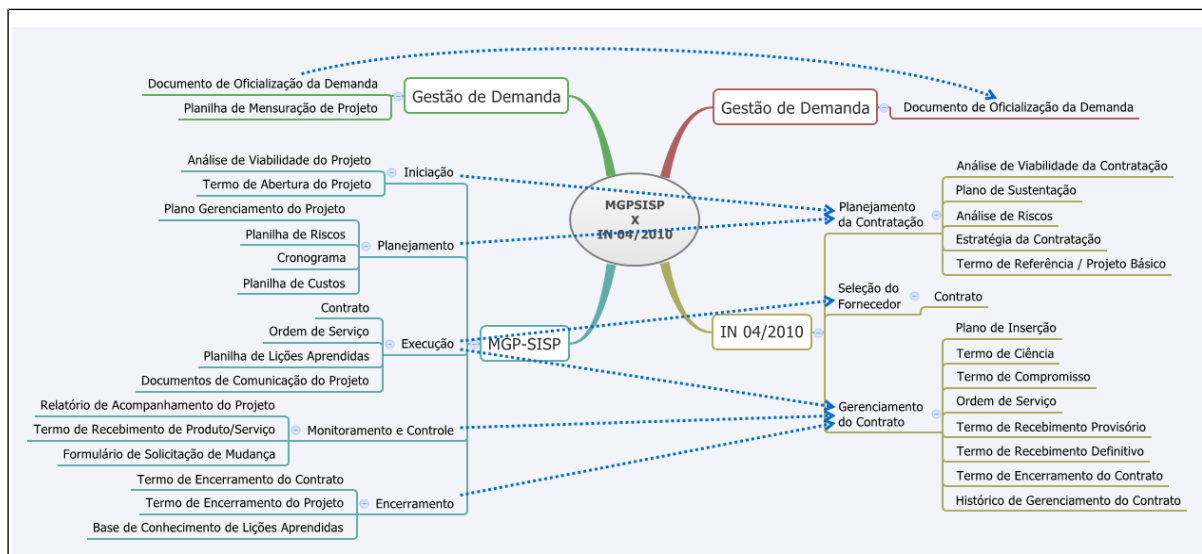 Documento de Oficialização da Demanda
Planilha de Mensuração de Projeto
Gestão de Demanda
Gestão de Demanda
Documento de Oficialização da Demanda
MGPSISP
X
IN 04/2010
Análise de Viabilidade do Projeto
Termo de Abertura do Projeto
Iniciação
Plano Gerenciamento do Projeto
Planilha de Riscos
Cronograma
Planilha de Custos
Planejamento
Contrato
Ordem de Serviço
Planilha de Lições Aprendidas
Documentos de Comunicação do Projeto
Execução
MGP-SISP
Relatório de Acompanhamento do Projeto
Termo de Recebimento de Produto/Serviço
Formulário de Solicitação de Mudança
Monitoramento e Controle
Termo de Encerramento do Contrato
Termo de Encerramento do Projeto
Base de Conhecimento de Lições Aprendidas
Encerramento
IN 04/2010
Planejamento
da Contratação
Análise de Viabilidade da Contratação
Plano de Sustentação
Análise de Riscos
Estratégia da Contratação
Termo de Referência / Projeto Básico
Seleção do
Fornecedor
Contrato
Gerenciamento
do Contrato
Plano de Inserção
Termo de Ciência
Termo de Compromisso
Ordem de Serviço
Termo de Recebimento Provisório
Termo de Recebimento Definitivo
Termo de Encerramento do Contrato
Histórico de Gerenciamento do Contrato